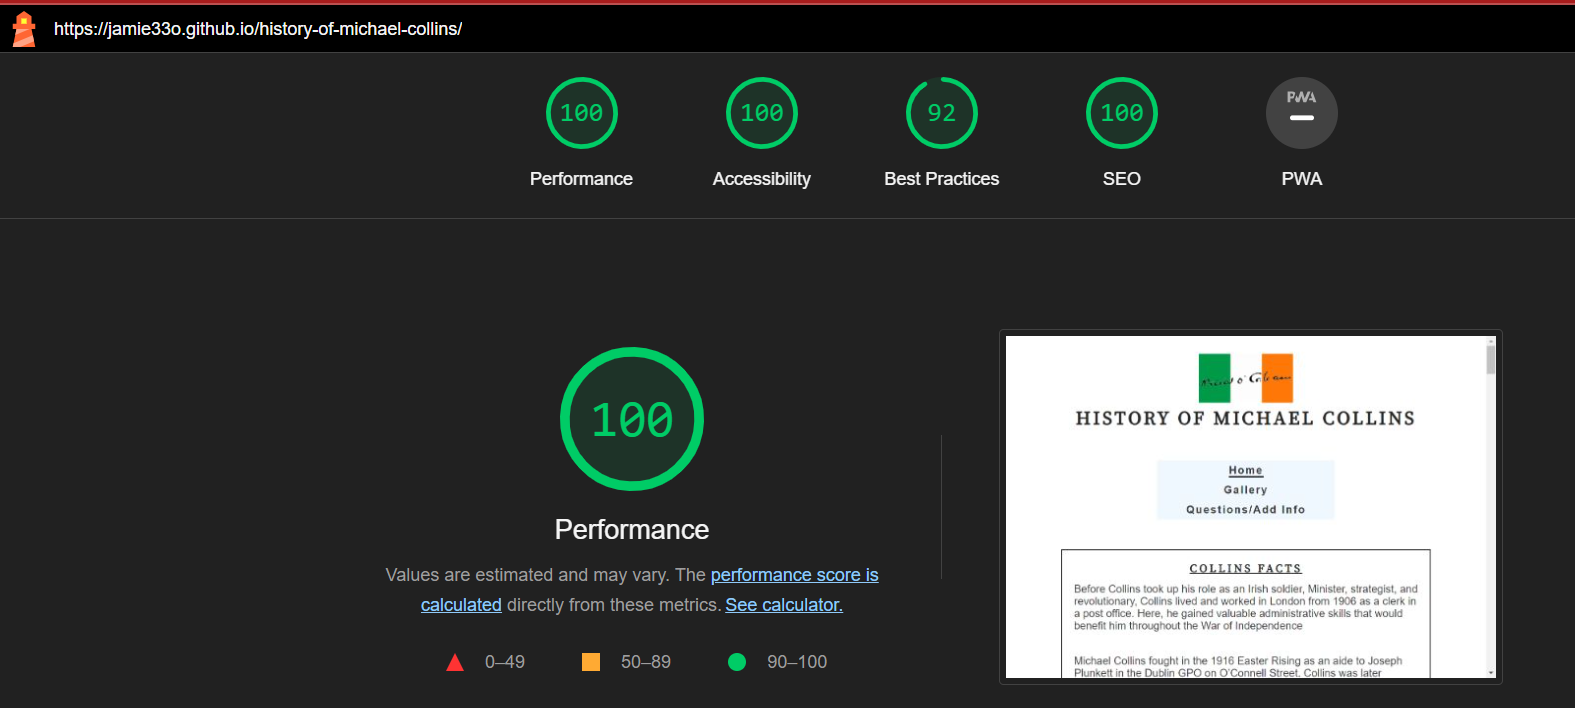 https://jamie33o.github.io/history-of-michael-collins/
100
100
92
100
PWA
Performance
Accessibility
Best Practices
SEO
PWA
100
Performance
Values are estimated and may vary. The performance score is
calculated directly from these metrics. See calculator.
0–49
50–89
90–100
HISTORY OF MICHAEL COLLINS
Home
Gallery
Questions/Add Info
COLLINS FACTS
Before Collins took up his role as an Irish soldier, Minister, strategist, and
revolutionary, Collins lived and worked in London from 1906 as a clerk in
a post office. Here, he gained valuable administrative skills that would
benefit him throughout the War of Independence
Michael Collins fought in the 1916 Easter Rising as an aide to Joseph
Plunkett in the Dublin GPO on O'Connell Street. Collins was later